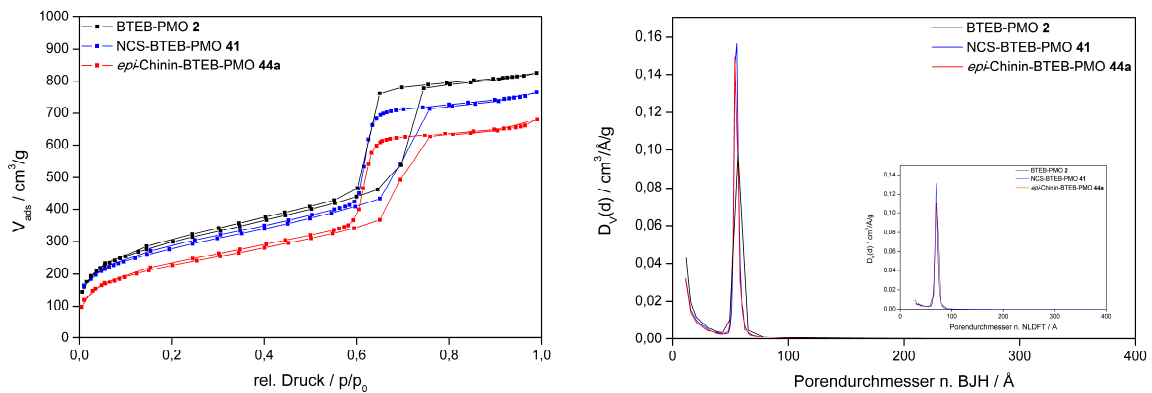 BTEB-PMO 2
NCS-BTEB-PMO 41
epi-Chinin-BTEB-PMO 44a
1000
900
800
700
600
500
400
300
200
100
0
V_ads / cm³/g
0,0 0,2 0,4 0,6 0,8 1,0
rel. Druck / p/p₀
BTEB-PMO 2
NCS-BTEB-PMO 41
epi-Chinin-BTEB-PMO 44a
0,16
0,14
0,12
0,10
0,08
0,06
0,04
0,02
0,00
D_V(d) / cm³/Å/g
0 100 200 300 400
Porendurchmesser n. BJH / Å
BTEB-PMO 2
NCS-BTEB-PMO 41
epi-Chinin-BTEB-PMO 44a
0,14
0,12
0,10
0,08
0,06
0,04
0,02
0,00
0 100 200 300 400
Porendurchmesser n. NLDFT / Å